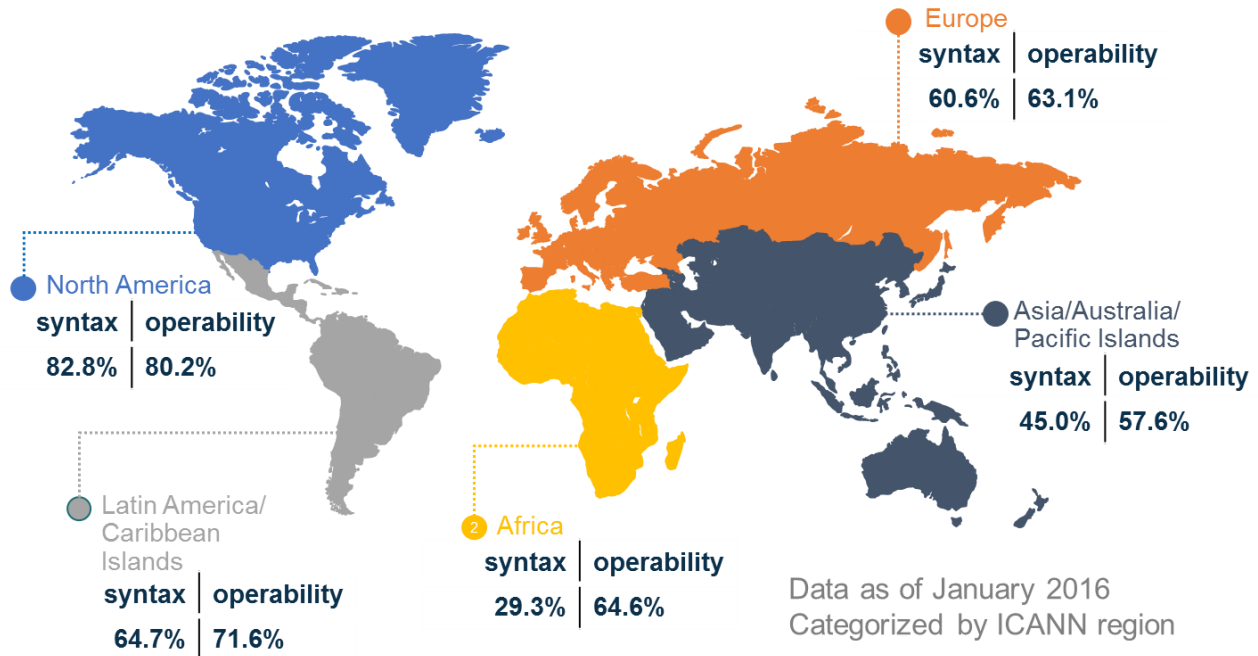 Europe
syntax operability
60.6% 63.1%
North America
syntax operability
82.8% 80.2%
Asia/Australia/
Pacific Islands
syntax operability
45.0% 57.6%
Latin America/
Caribbean
Islands
syntax operability
64.7% 71.6%
2 Africa
syntax operability
29.3% 64.6%
Data as of January 2016
Categorized by ICANN region